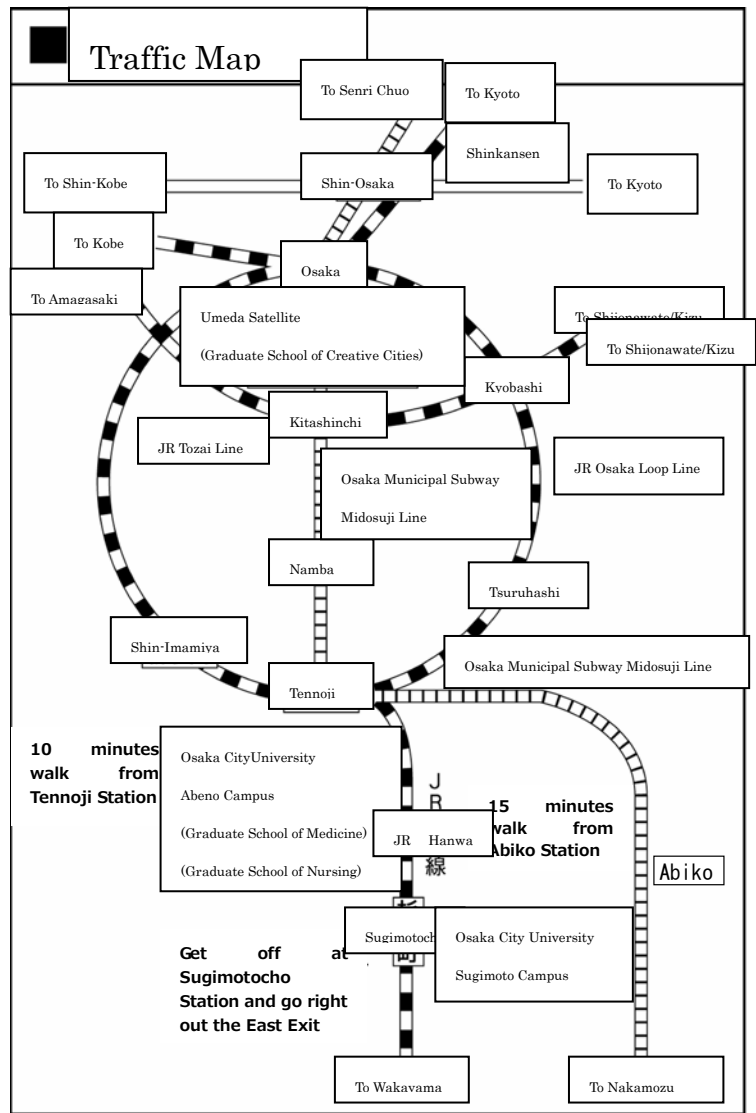 Traffic Map
To Senri Chuo
To Kyoto
Shinkansen
To Shin-Kobe
Shin-Osaka
To Kyoto
To Kobe
Osaka
To Amagasaki
Umeda Satellite
(Graduate School of Creative Cities)
To Shijonawate/Kizu
To Shijonawate/Kizu
Kyobashi
Kitashinchi
JR Tozai Line
JR Osaka Loop Line
Osaka Municipal Subway
Midosuji Line
Namba
Tsuruhashi
Shin-Imamiya
Osaka Municipal Subway Midosuji Line
Tennoji
10 minutes
walk from
Tennoji Station
Osaka CityUniversity
Abeno Campus
(Graduate School of Medicine)
(Graduate School of Nursing)
J
R
JR Hanwa
線
15 minutes
walk from
Abiko Station
Abiko
Sugimotoch
町
Osaka City University
Sugimoto Campus
Get off at
Sugimotocho
Station and go right
out the East Exit
To Wakayama
To Nakamozu